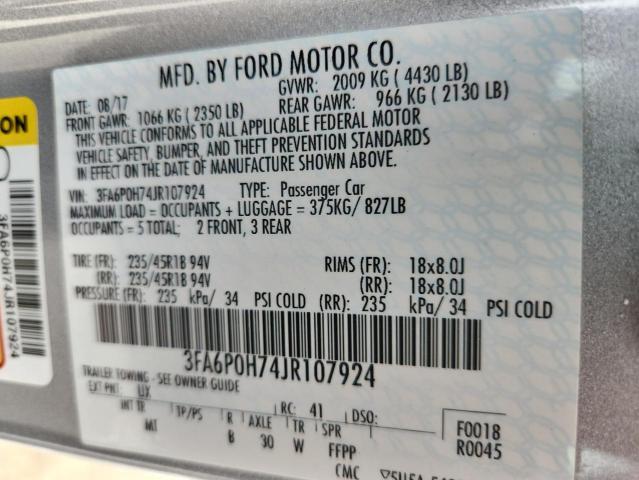 MFD. BY FORD MOTOR CO.
DATE: 08/17 GVWR: 2009 KG ( 4430 LB)
FRONT GAWR: 1066 KG ( 2350 LB) REAR GAWR: 966 KG ( 2130 LB)
THIS VEHICLE CONFORMS TO ALL APPLICABLE FEDERAL MOTOR
VEHICLE SAFETY, BUMPER, AND THEFT PREVENTION STANDARDS
IN EFFECT ON THE DATE OF MANUFACTURE SHOWN ABOVE.
VIN: 3FA6P0H74JR107924 TYPE: Passenger Car
MAXIMUM LOAD = OCCUPANTS + LUGGAGE = 375KG/ 827LB
OCCUPANTS = 5 TOTAL: 2 FRONT, 3 REAR
TIRE (FR): 235/45R18 94V RIMS (FR): 18x8.0J
(RR): 235/45R18 94V (RR): 18x8.0J
PRESSURE (FR): 235 kPa/ 34 PSI COLD (RR): 235 kPa/ 34 PSI COLD
3FA6P0H74JR107924
TRAILER TOWING - SEE OWNER GUIDE
EXT PNT: UX RC: 41 DSO:
INT TR TP/PS R AXLE TR SPR F0018
MT B 30 W FFPP R0045
CMC
ON
3FA6P0H74JR107924